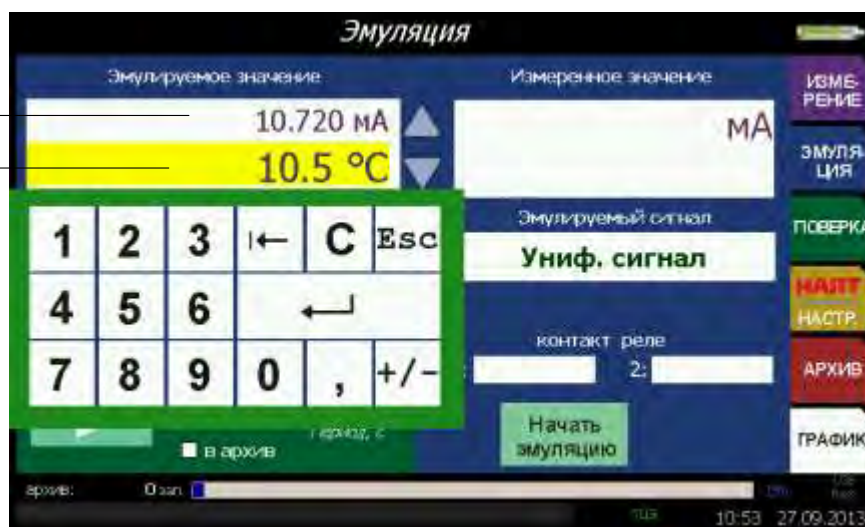 Эмуляция
Эмулируемое значение
10.720 мА
10.5 °C
Измеренное значение
мА
Эмулируемый сигнал
Униф. сигнал
контакт реле
2:
Начать
эмуляцию
1 2 3 C Esc
4 5 6
7 8 9 0 , +/-
в архив
Период, с
архив: 0 зап.
10:53 27.09.2013
ИЗМЕ-
РЕНИЕ
ЭМУЛЯ-
ЦИЯ
ПОВЕРКА
HART
НАСТР.
АРХИВ
ГРАФИК